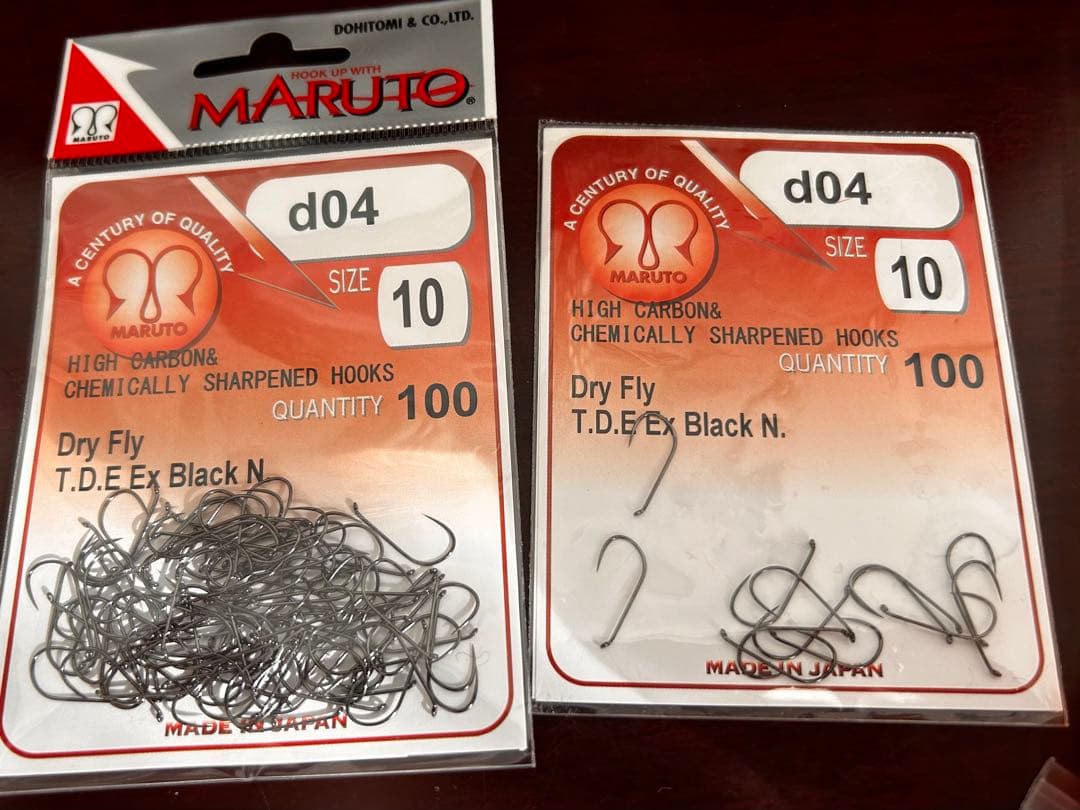 DOHITOMI & CO.,LTD.
HOOK UP WITH
MARUTO®
MARUTO
A CENTURY OF QUALITY
MARUTO
d04
SIZE 10
HIGH CARBON&
CHEMICALLY SHARPENED HOOKS
QUANTITY 100
Dry Fly
T.D.E Ex Black N
MADE IN JAPAN
A CENTURY OF QUALITY
MARUTO
d04
SIZE 10
HIGH CARBON&
CHEMICALLY SHARPENED HOOKS
QUANTITY 100
Dry Fly
T.D.E Ex Black N.
MADE IN JAPAN